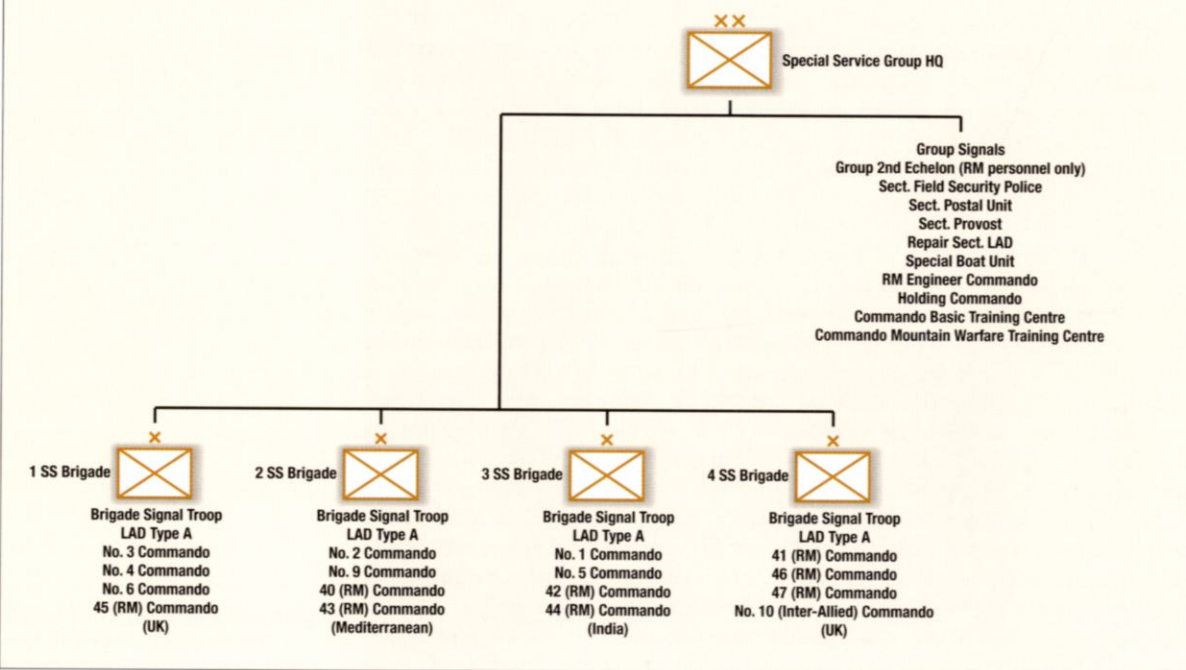 Special Service Group HQ
Group Signals
Group 2nd Echelon (RM personnel only)
Sect. Field Security Police
Sect. Postal Unit
Sect. Provost
Repair Sect. LAD
Special Boat Unit
RM Engineer Commando
Holding Commando
Commando Basic Training Centre
Commando Mountain Warfare Training Centre
1 SS Brigade
Brigade Signal Troop
LAD Type A
No. 3 Commando
No. 4 Commando
No. 6 Commando
45 (RM) Commando
(UK)
2 SS Brigade
Brigade Signal Troop
LAD Type A
No. 2 Commando
No. 9 Commando
40 (RM) Commando
43 (RM) Commando
(Mediterranean)
3 SS Brigade
Brigade Signal Troop
LAD Type A
No. 1 Commando
No. 5 Commando
42 (RM) Commando
44 (RM) Commando
(India)
4 SS Brigade
Brigade Signal Troop
LAD Type A
41 (RM) Commando
46 (RM) Commando
47 (RM) Commando
No. 10 (Inter-Allied) Commando
(UK)